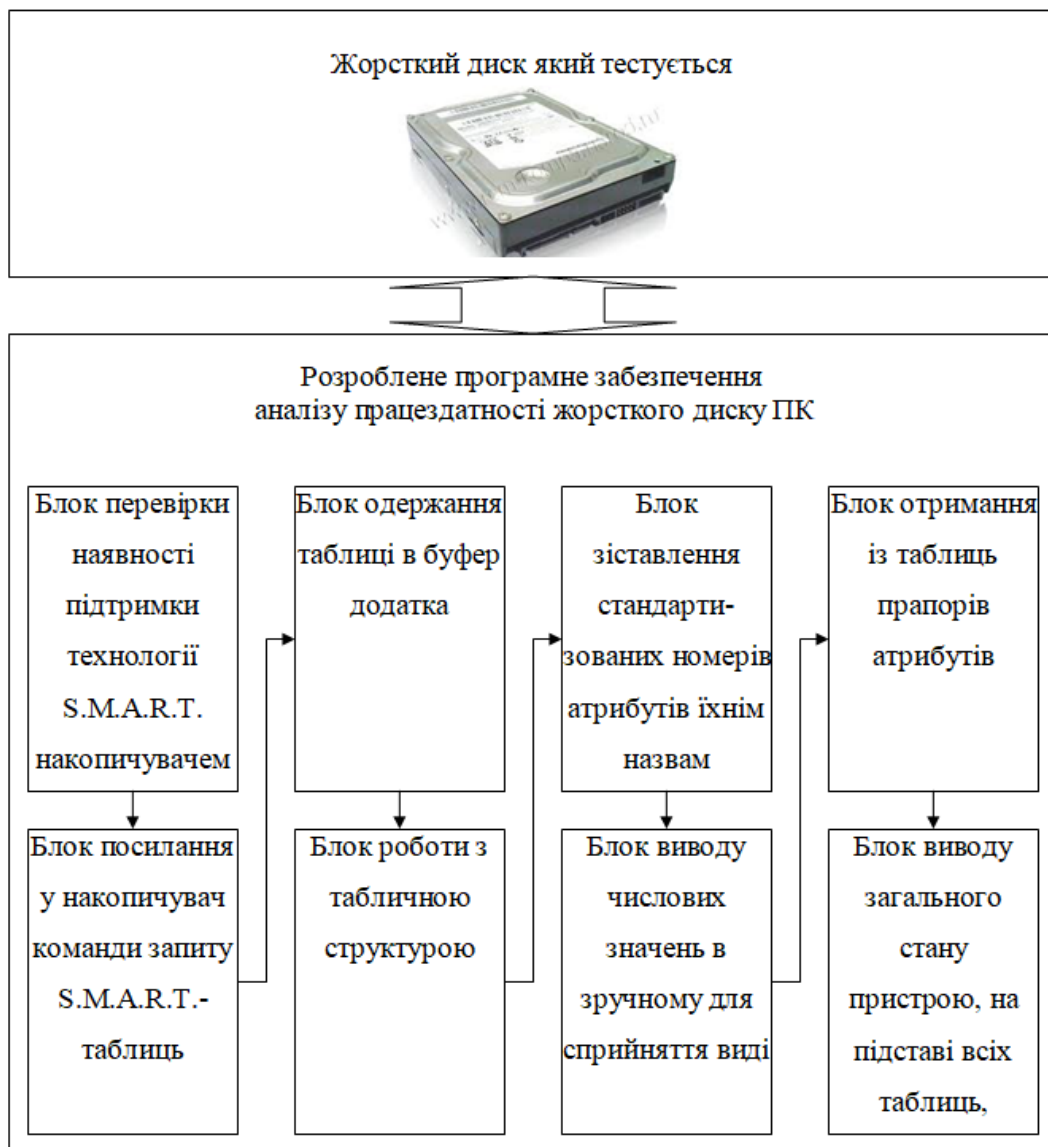 Жорсткий диск який тестується
Розроблене програмне забезпечення
аналізу працездатності жорсткого диску ПК
Блок перевірки
наявності
підтримки
технології
S.M.A.R.T.
накопичувачем
Блок посилання
у накопичувач
команди запиту
S.M.A.R.T.-
таблиць
Блок одержання
таблиці в буфер
додатка
Блок роботи з
табличною
структурою
Блок
зіставлення
стандарти-
зованих номерів
атрибутів їхнім
назвам
Блок виводу
числових
значень в
зручному для
сприйняття виді
Блок отримання
із таблиць
прапорів
атрибутів
Блок виводу
загального
стану
пристрою, на
підставі всіх
таблиць,